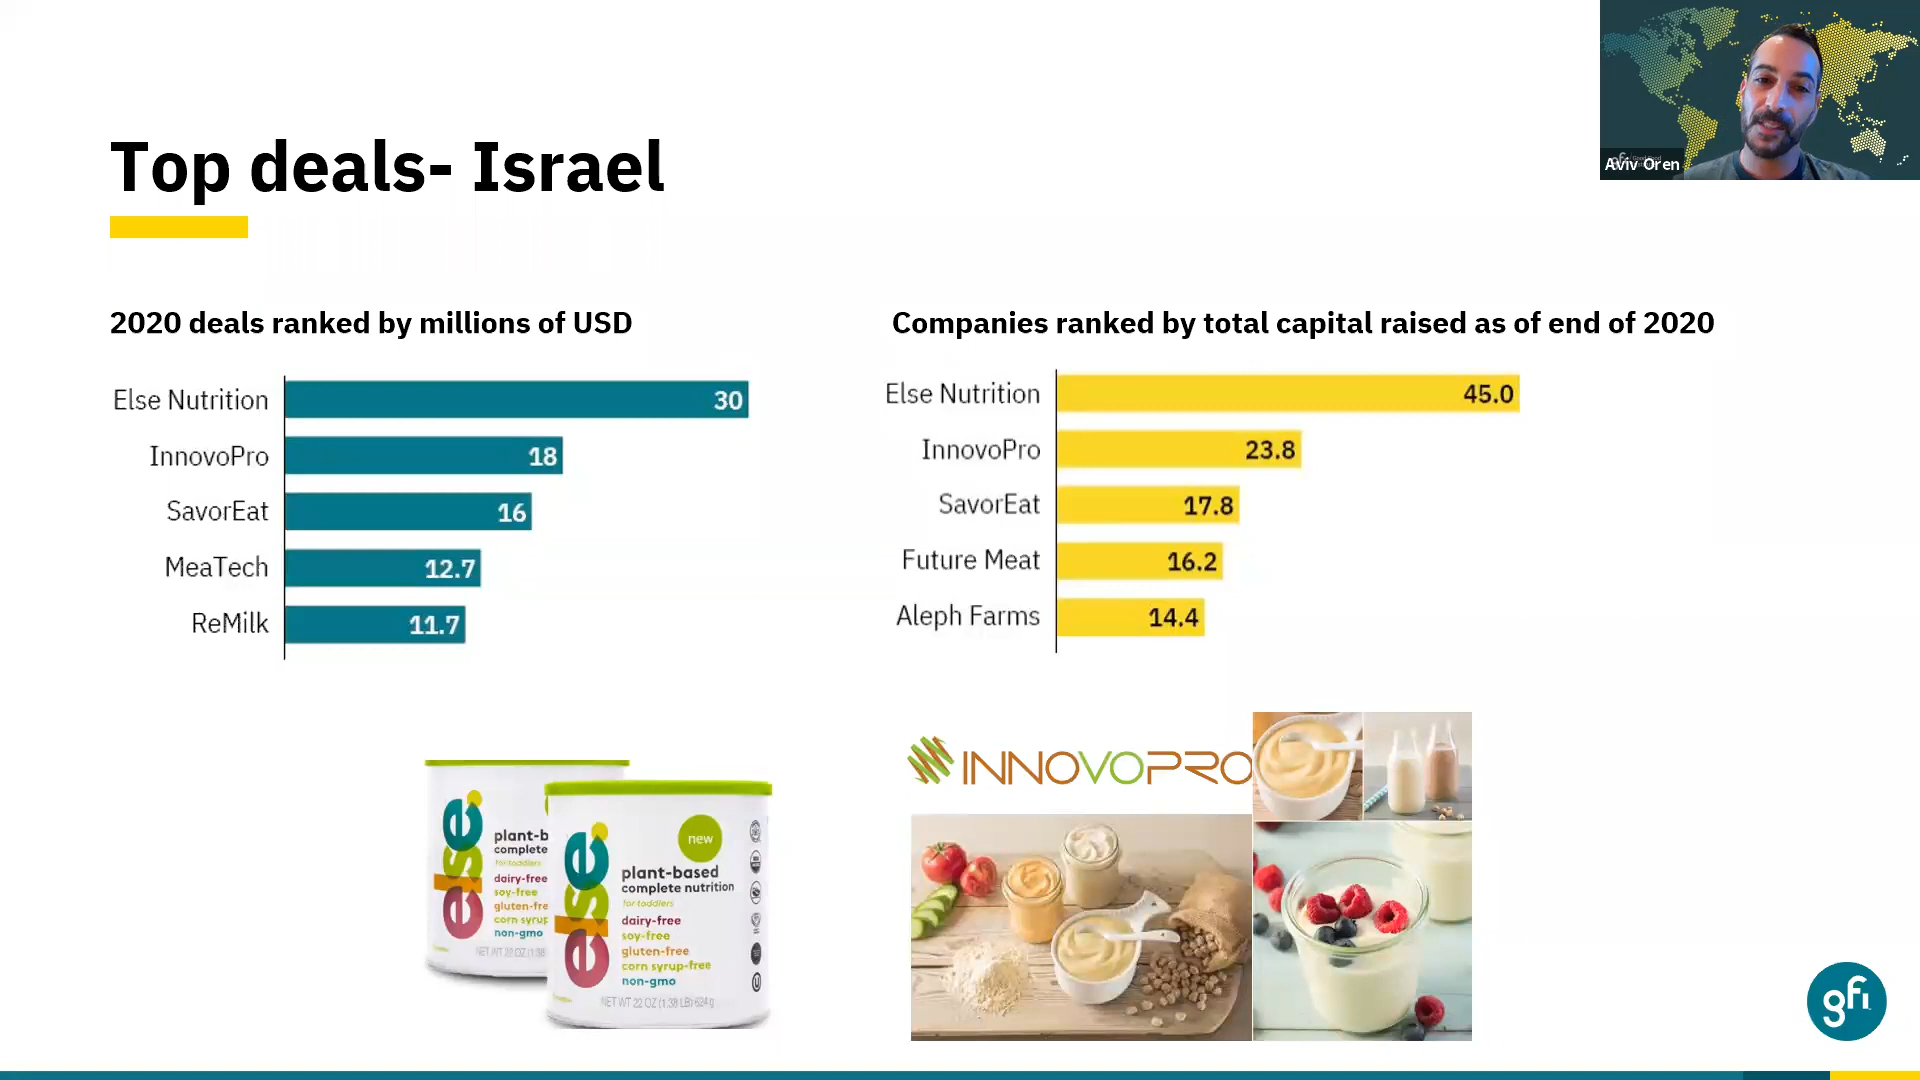 Aviv Oren
Top deals- Israel
2020 deals ranked by millions of USD
Else Nutrition 30
InnovoPro 18
SavorEat 16
MeaTech 12.7
ReMilk 11.7
Companies ranked by total capital raised as of end of 2020
Else Nutrition 45.0
InnovoPro 23.8
SavorEat 17.8
Future Meat 16.2
Aleph Farms 14.4
else.
plant-b
complete
for toddlers
dairy-free
soy-free
gluten-fre
corn syrup
non-gmo
else.
new
plant-based
complete nutrition
for toddlers
dairy-free
soy-free
gluten-free
corn syrup-free
non-gmo
NET WT 22 OZ (1.38 LB) 624g
INNOVOPRO
gfi